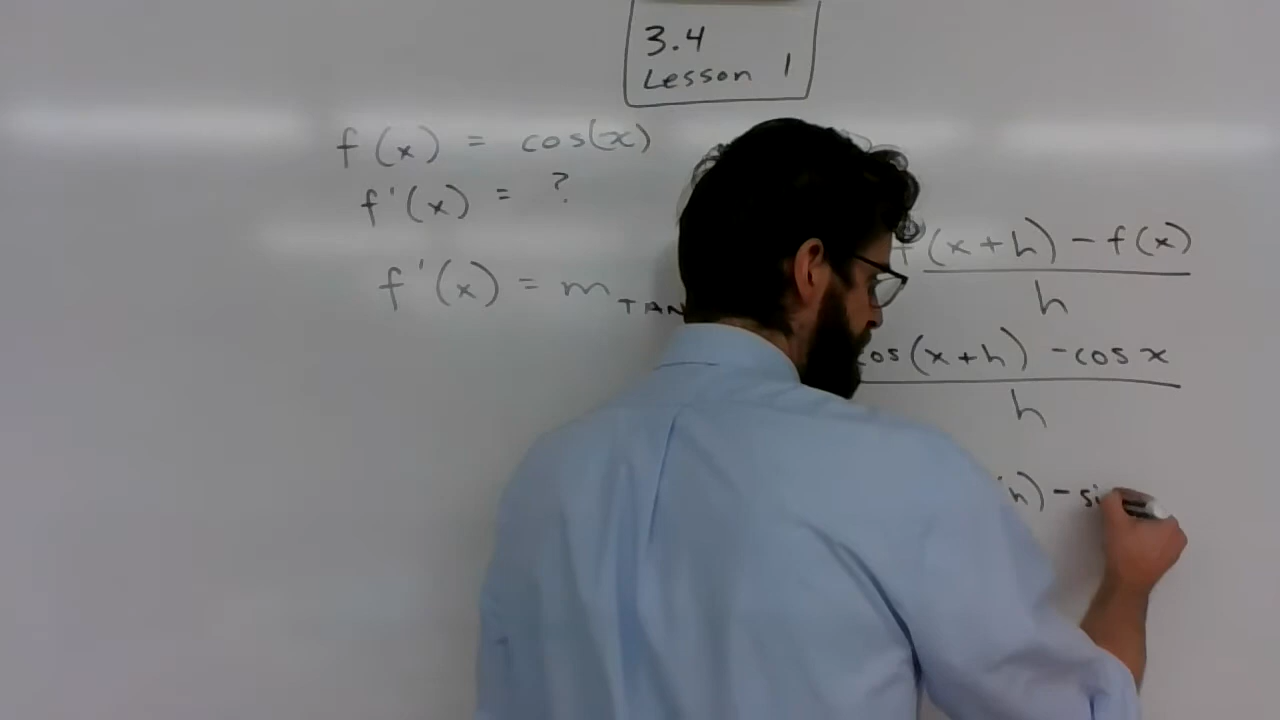 3.4
Lesson 1
f(x) = cos(x)
f'(x) = ?
f'(x) = m TAN
f(x+h) - f(x)
h
cos(x+h) - cos x
h
h) - si